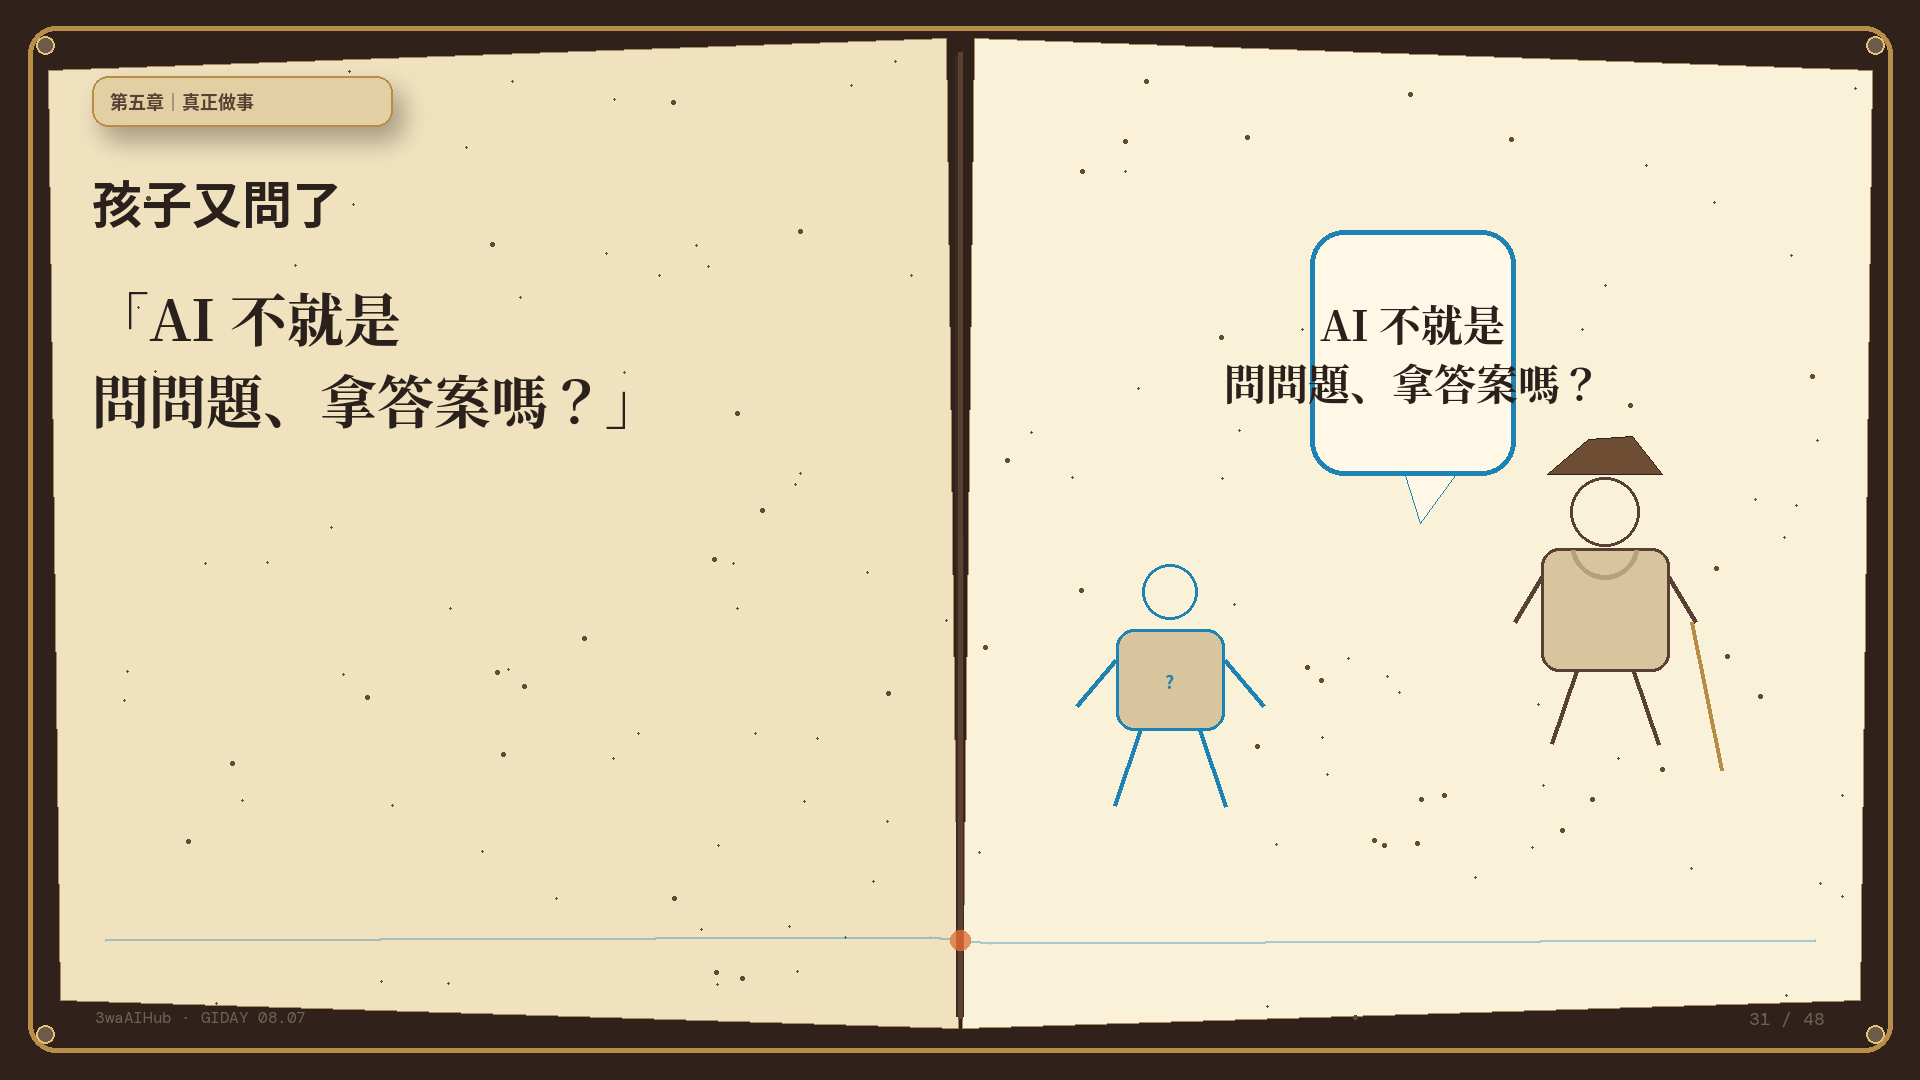 第五章｜真正做事
孩子又問了
「AI 不就是
問問題、拿答案嗎？」
AI 不就是
問問題、拿答案嗎？
?
3waAIHub · GIDAY 08.07
31 / 48